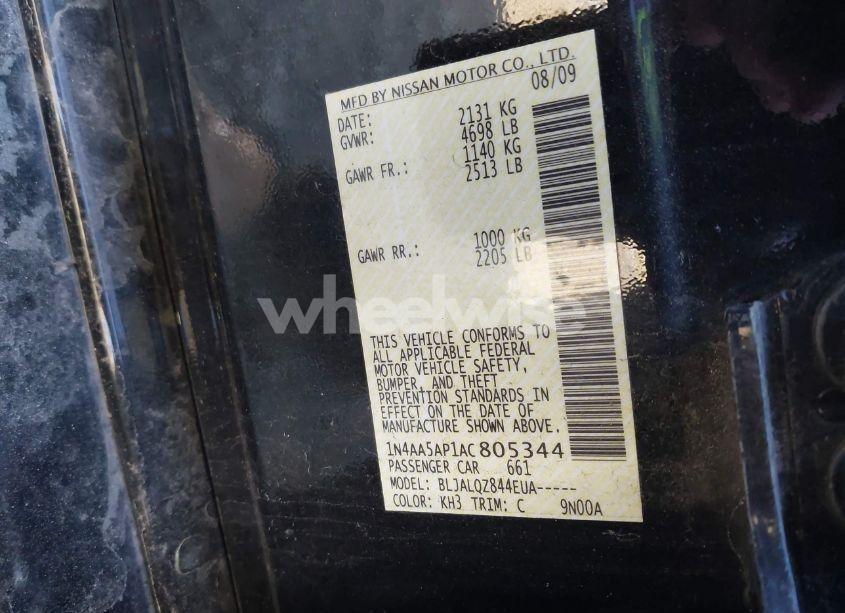 MFD BY NISSAN MOTOR CO., LTD.
DATE: 08/09
GVWR: 2131 KG
4698 LB
GAWR FR.: 1140 KG
2513 LB
GAWR RR.: 1000 KG
2205 LB
wheelwise
THIS VEHICLE CONFORMS TO
ALL APPLICABLE FEDERAL
MOTOR VEHICLE SAFETY,
BUMPER, AND THEFT
PREVENTION STANDARDS IN
EFFECT ON THE DATE OF
MANUFACTURE SHOWN ABOVE.
1N4AA5AP1AC805344
PASSENGER CAR 661
MODEL: BLJALQZ844EUA-----
COLOR: KH3 TRIM: C 9N00A